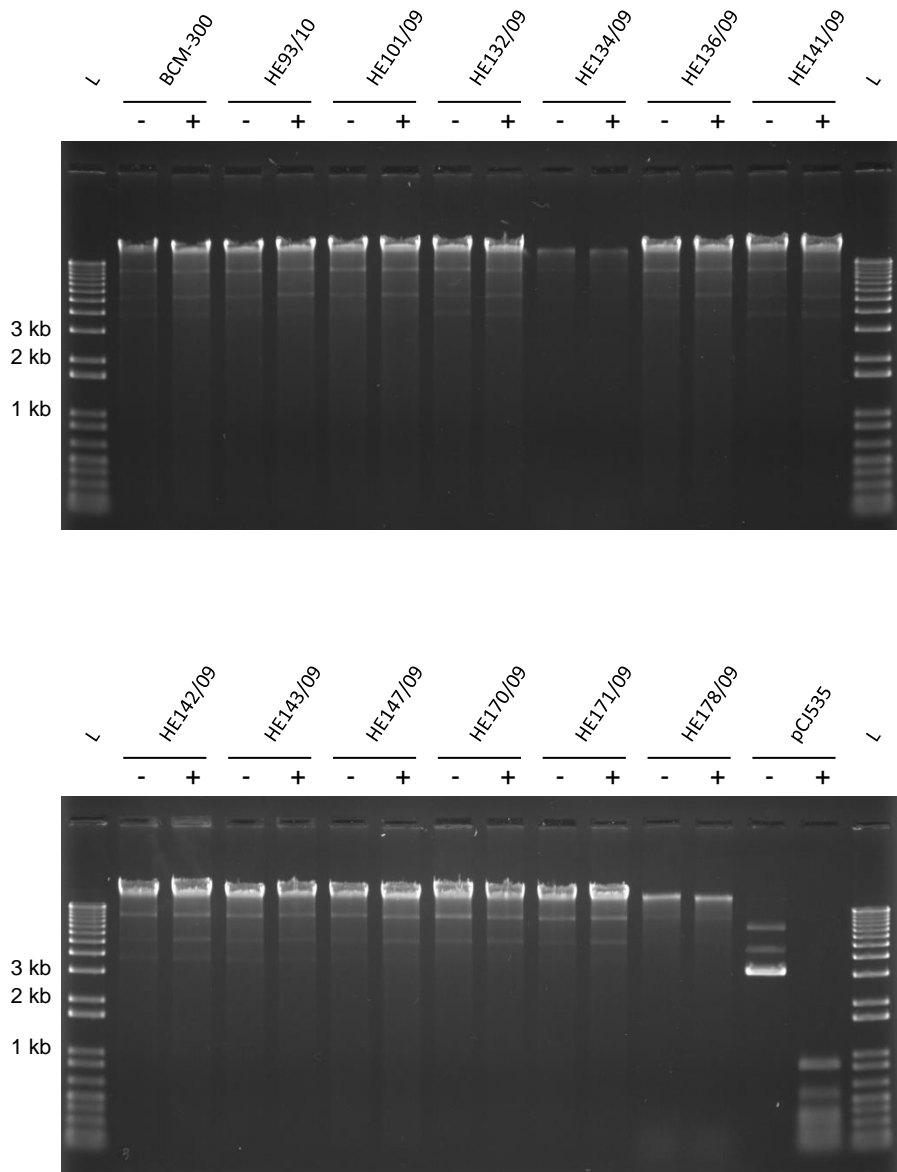 L BCM-300 HE93/10 HE101/09 HE132/09 HE134/09 HE136/09 HE141/09 L
- + - + - + - + - + - + - +
3 kb
2 kb
1 kb
L HE142/09 HE143/09 HE147/09 HE170/09 HE171/09 HE178/09 pCJ535 L
- + - + - + - + - + - + - +
3 kb
2 kb
1 kb